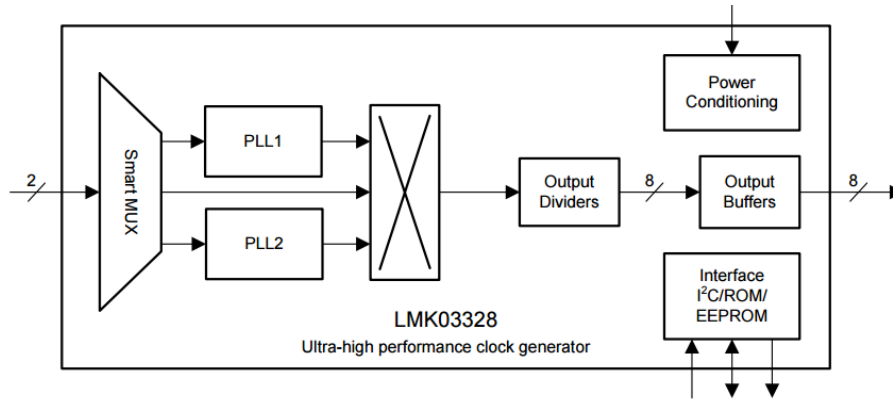 Power
Conditioning
Smart MUX
PLL1
2
Output
Dividers
8
Output
Buffers
8
PLL2
Interface
I²C/ROM/
EEPROM
LMK03328
Ultra-high performance clock generator